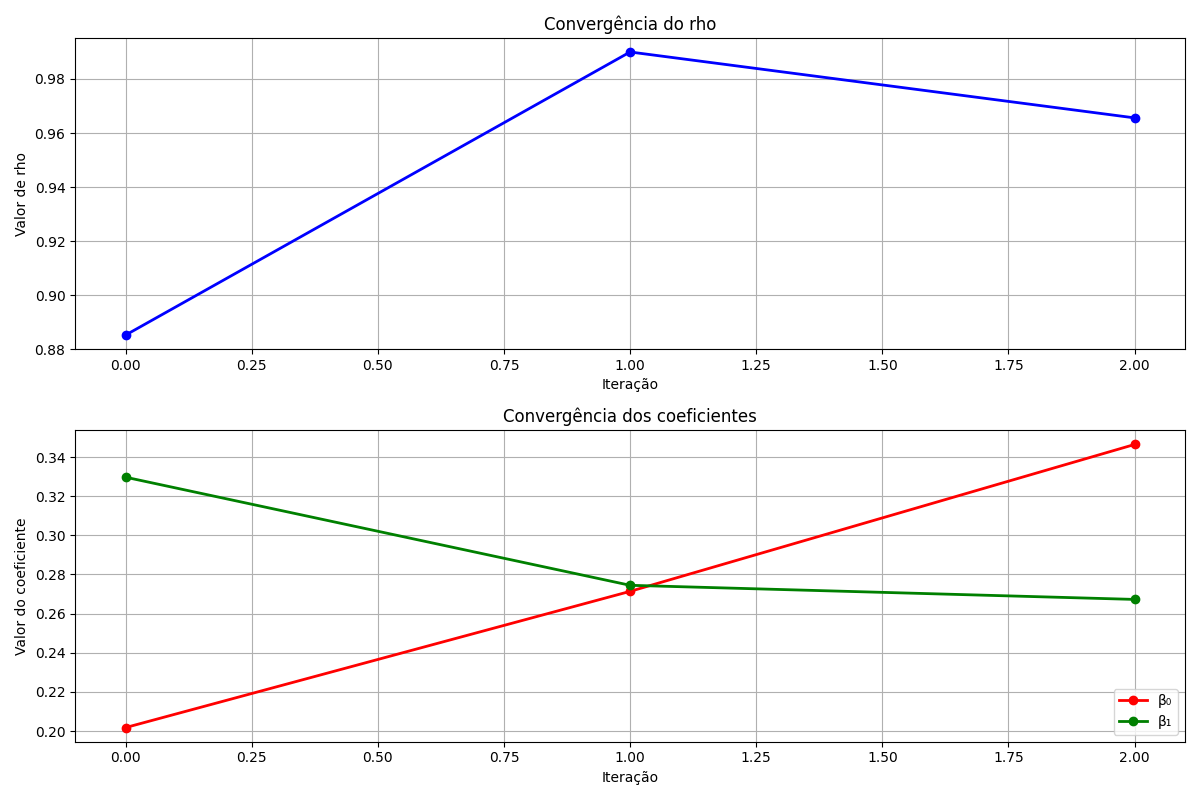 Convergência do rho
Valor de rho
0.98
0.96
0.94
0.92
0.90
0.88
0.00 0.25 0.50 0.75 1.00 1.25 1.50 1.75 2.00
Iteração
Convergência dos coeficientes
Valor do coeficiente
0.34
0.32
0.30
0.28
0.26
0.24
0.22
0.20
β₀
β₁
0.00 0.25 0.50 0.75 1.00 1.25 1.50 1.75 2.00
Iteração